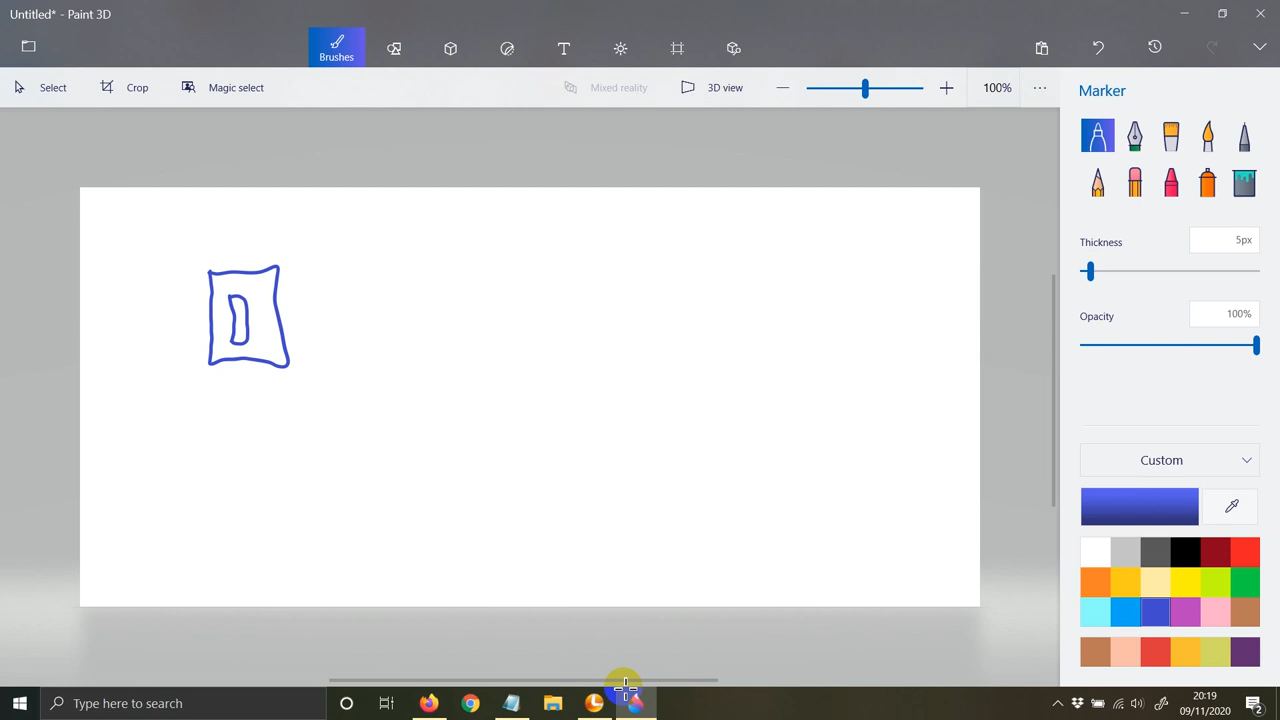 Untitled* - Paint 3D
Brushes
Select
Crop
Magic select
Mixed reality
3D view
100%
Marker
Thickness
5px
Opacity
100%
Custom
Type here to search
20:19
09/11/2020
2